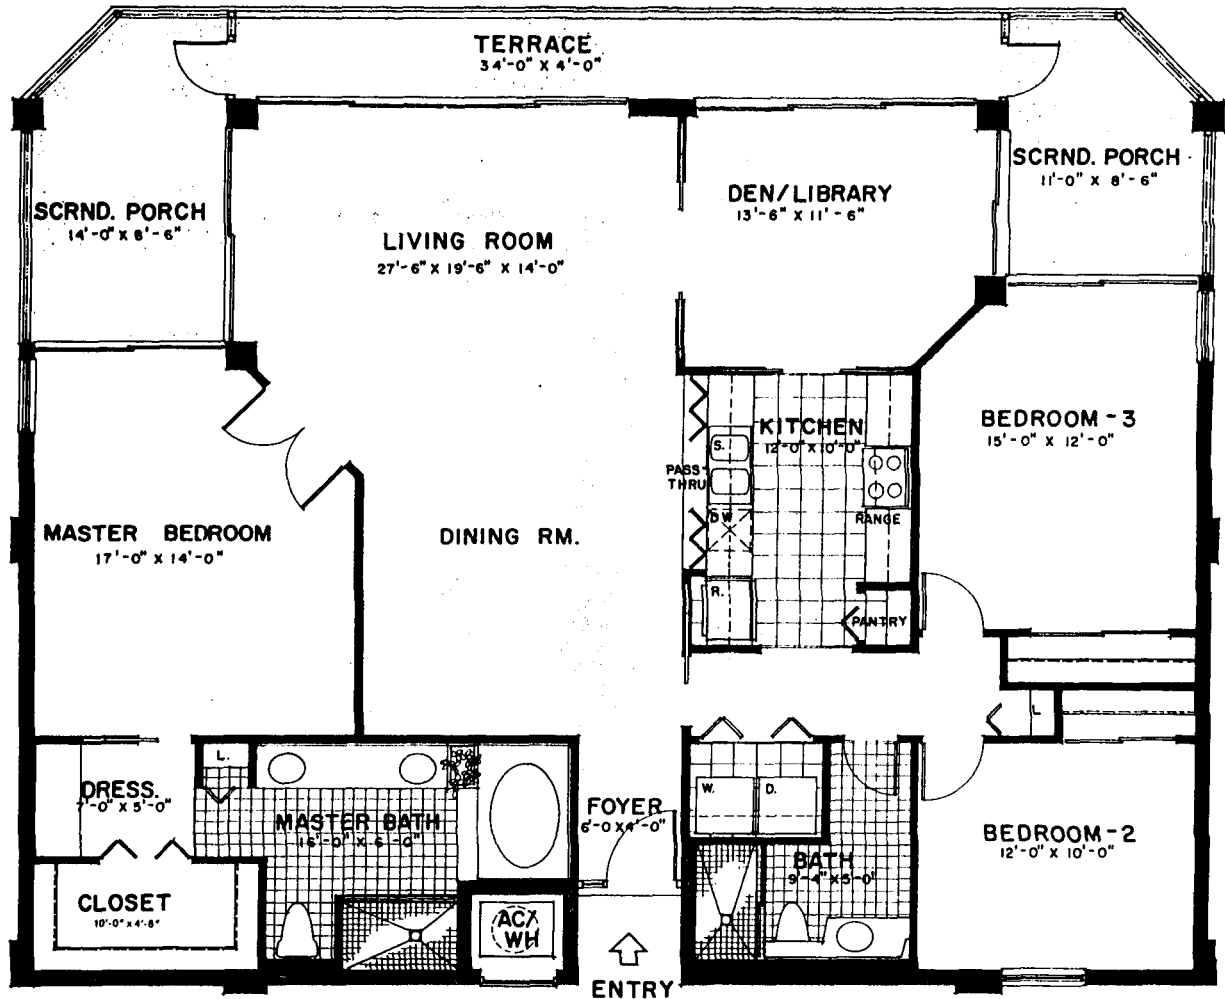 TERRACE
34'-0" X 4'-0"
SCRND. PORCH
11'-0" X 8'-6"
DEN/LIBRARY
13'-6" X 11'-6"
SCRND. PORCH
14'-0" X 8'-6"
LIVING ROOM
27'-6" X 19'-6" X 14'-0"
BEDROOM-3
15'-0" X 12'-0"
KITCHEN
12'-0" X 10'-0"
S.
PASS-
THRU
DW
RANGE
MASTER BEDROOM
17'-0" X 14'-0"
DINING RM.
R.
PANTRY
L
L.
DRESS.
7'-0" X 5'-0"
W.
D.
FOYER
6'-0 X 4'-0"
MASTER BATH
16'-0" X 6'-0"
BEDROOM-2
12'-0" X 10'-0"
BATH
9'-4" X 5'-0"
CLOSET
10'-0" X 4'-6"
AC/
WH
ENTRY